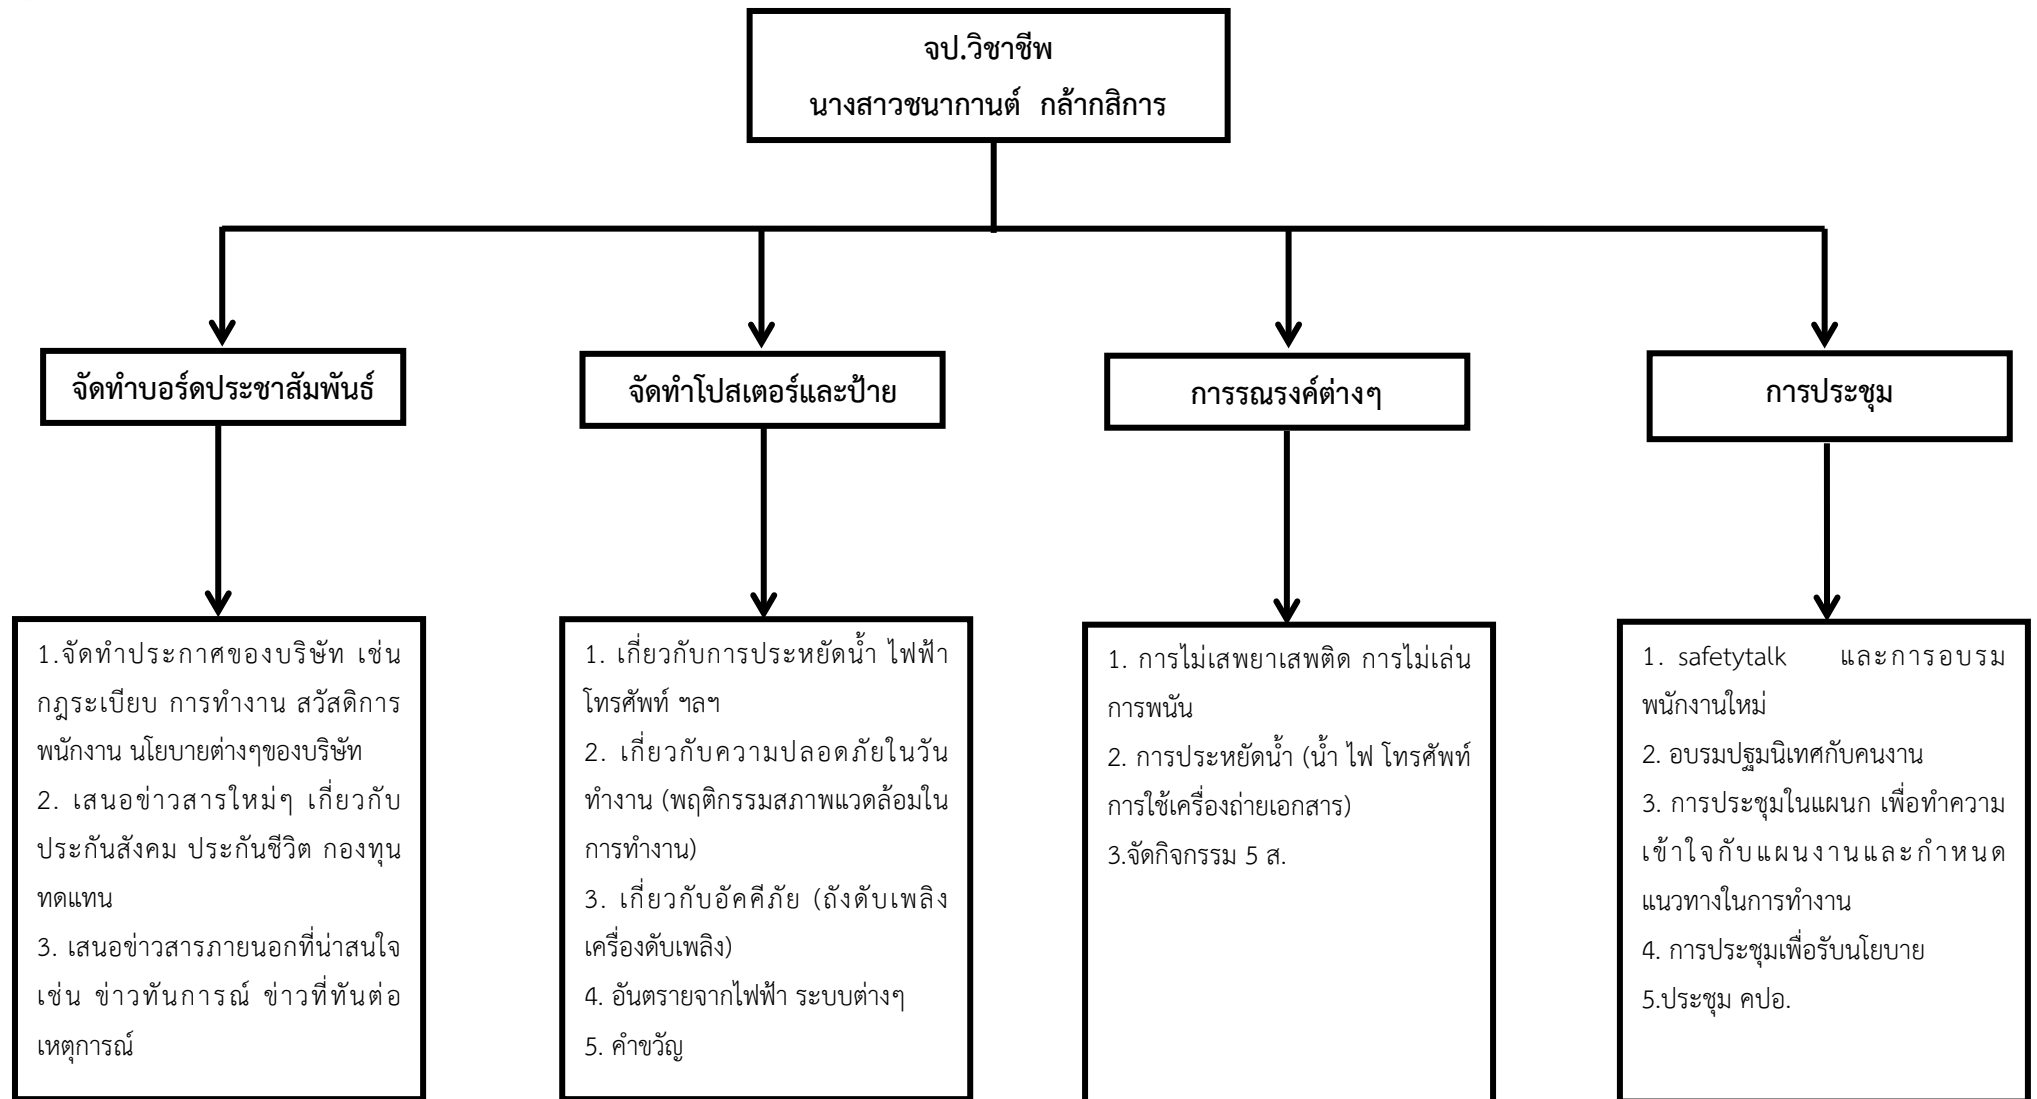 จป.วิชาชีพ
นางสาวชนากานต์ กล้ากสิการ
จัดทำบอร์ดประชาสัมพันธ์
จัดทำโปสเตอร์และป้าย
การรณรงค์ต่างๆ
การประชุม
1.จัดทำประกาศของบริษัท เช่น
กฎระเบียบ การทำงาน สวัสดิการ
พนักงาน นโยบายต่างๆของบริษัท
2. เสนอข่าวสารใหม่ๆ เกี่ยวกับ
ประกันสังคม ประกันชีวิต กองทุน
ทดแทน
3. เสนอข่าวสารภายนอกที่น่าสนใจ
เช่น ข่าวทันการณ์ ข่าวที่ทันต่อ
เหตุการณ์
1. เกี่ยวกับการประหยัดน้ำ ไฟฟ้า
โทรศัพท์ ฯลฯ
2. เกี่ยวกับความปลอดภัยในวัน
ทำงาน (พฤติกรรมสภาพแวดล้อมใน
การทำงาน)
3. เกี่ยวกับอัคคีภัย (ถังดับเพลิง
เครื่องดับเพลิง)
4. อันตรายจากไฟฟ้า ระบบต่างๆ
5. คำขวัญ
1. การไม่เสพยาเสพติด การไม่เล่น
การพนัน
2. การประหยัดน้ำ (น้ำ ไฟ โทรศัพท์
การใช้เครื่องถ่ายเอกสาร)
3.จัดกิจกรรม 5 ส.
1. safetytalk และการอบรม
พนักงานใหม่
2. อบรมปฐมนิเทศกับคนงาน
3. การประชุมในแผนก เพื่อทำความ
เข้าใจกับแผนงานและกำหนด
แนวทางในการทำงาน
4. การประชุมเพื่อรับนโยบาย
5.ประชุม คปอ.